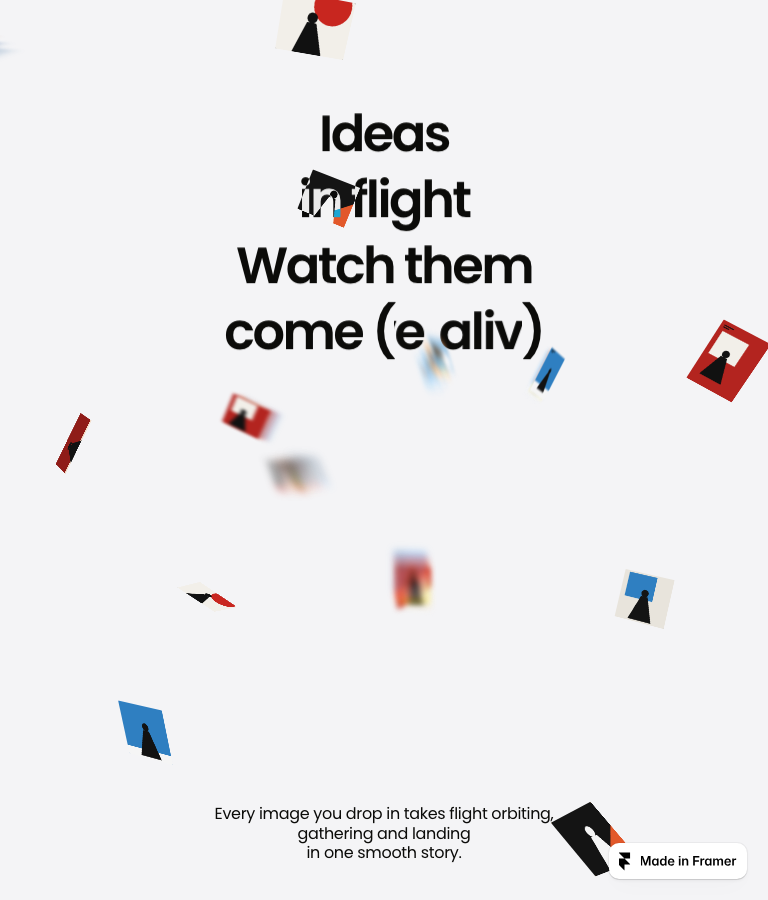 Ideas
in flight
Watch them
come (e aliv)
Every image you drop in takes flight orbiting,
gathering and landing
in one smooth story.
Made in Framer